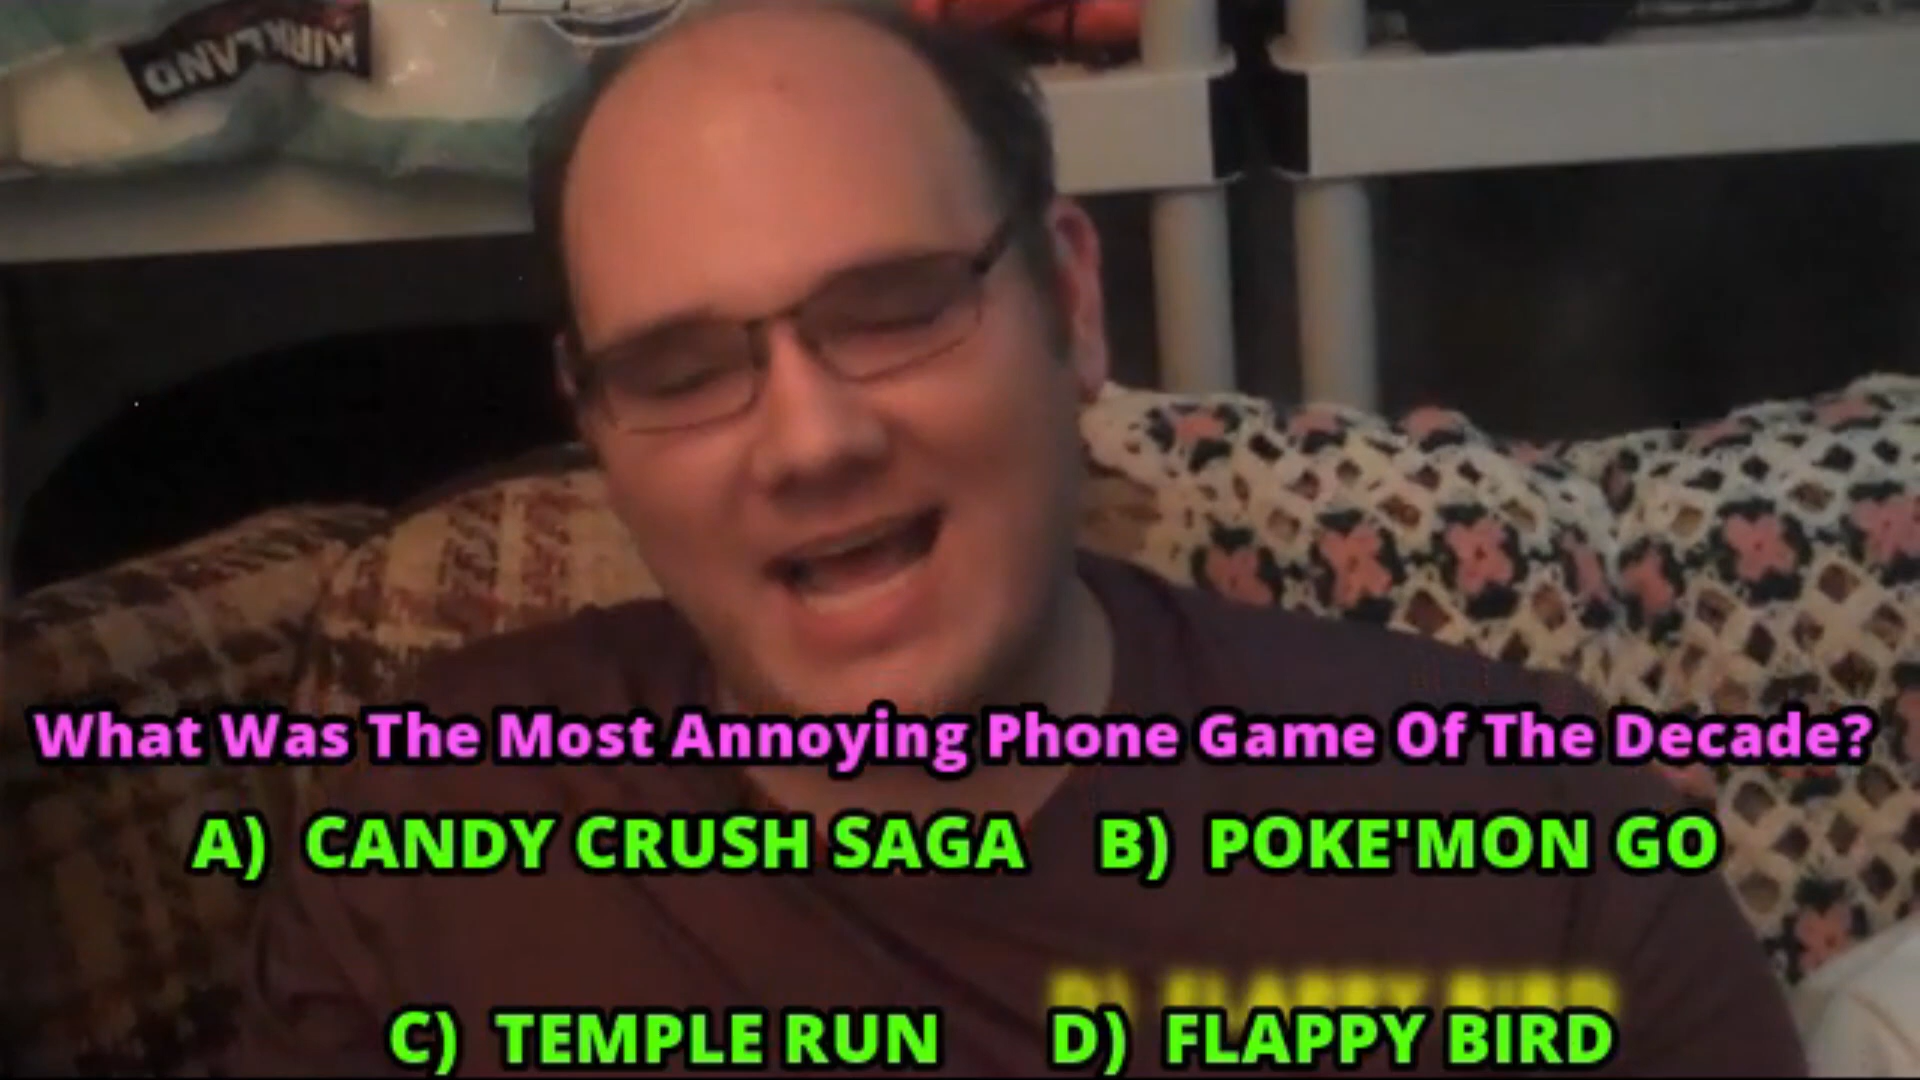 KIRKLAND
What Was The Most Annoying Phone Game Of The Decade?
A) CANDY CRUSH SAGA B) POKE'MON GO
C) TEMPLE RUN D) FLAPPY BIRD